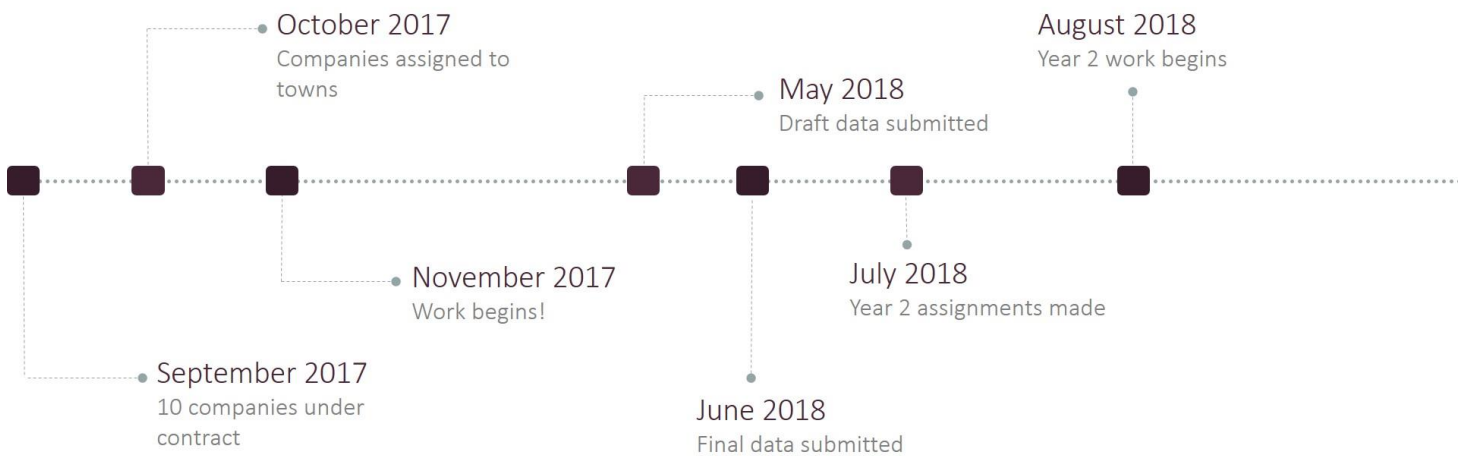 October 2017
Companies assigned to
towns
August 2018
Year 2 work begins
May 2018
Draft data submitted
November 2017
Work begins!
July 2018
Year 2 assignments made
September 2017
10 companies under
contract
June 2018
Final data submitted